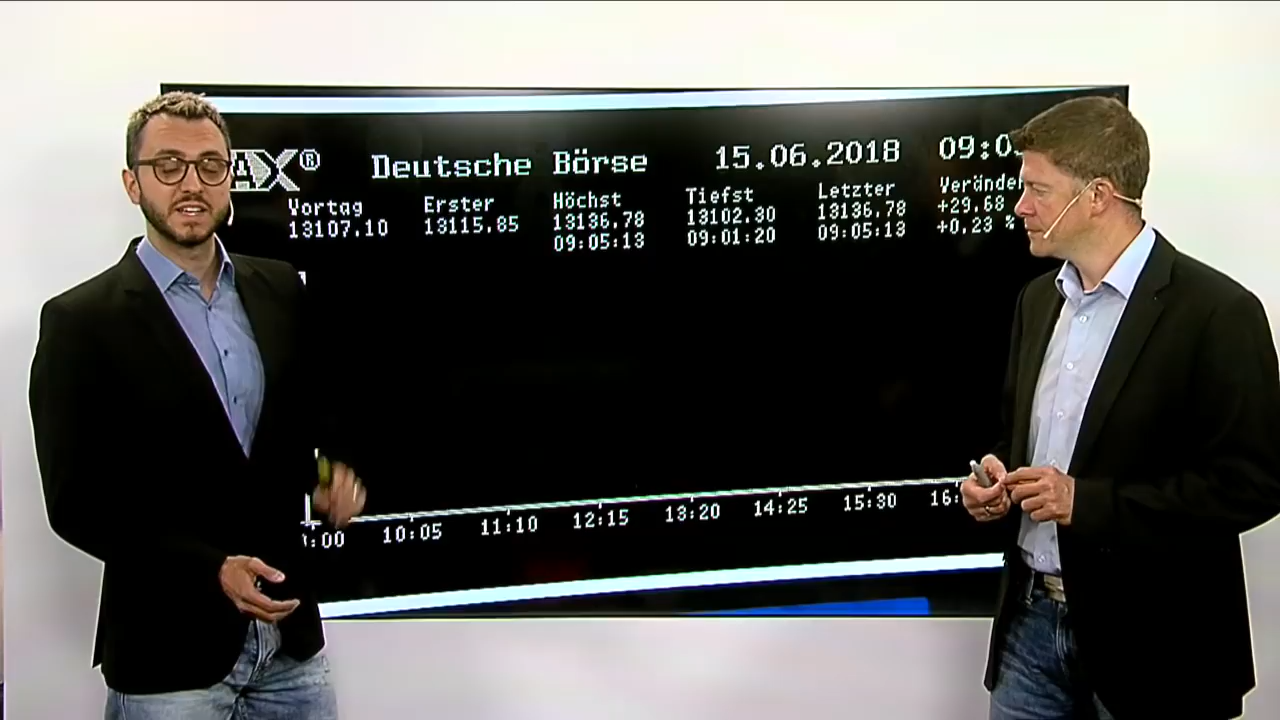 AX® Deutsche Börse 15.06.2018
Vortag Erster Höchst Tiefst Letzter
13107.10 13115.85 13136.78 13102.30 13136.78 +29.68
09:05:13 09:01:20 09:05:13 +0.23 %
10:05 11:10 12:15 13:20 14:25 15:30